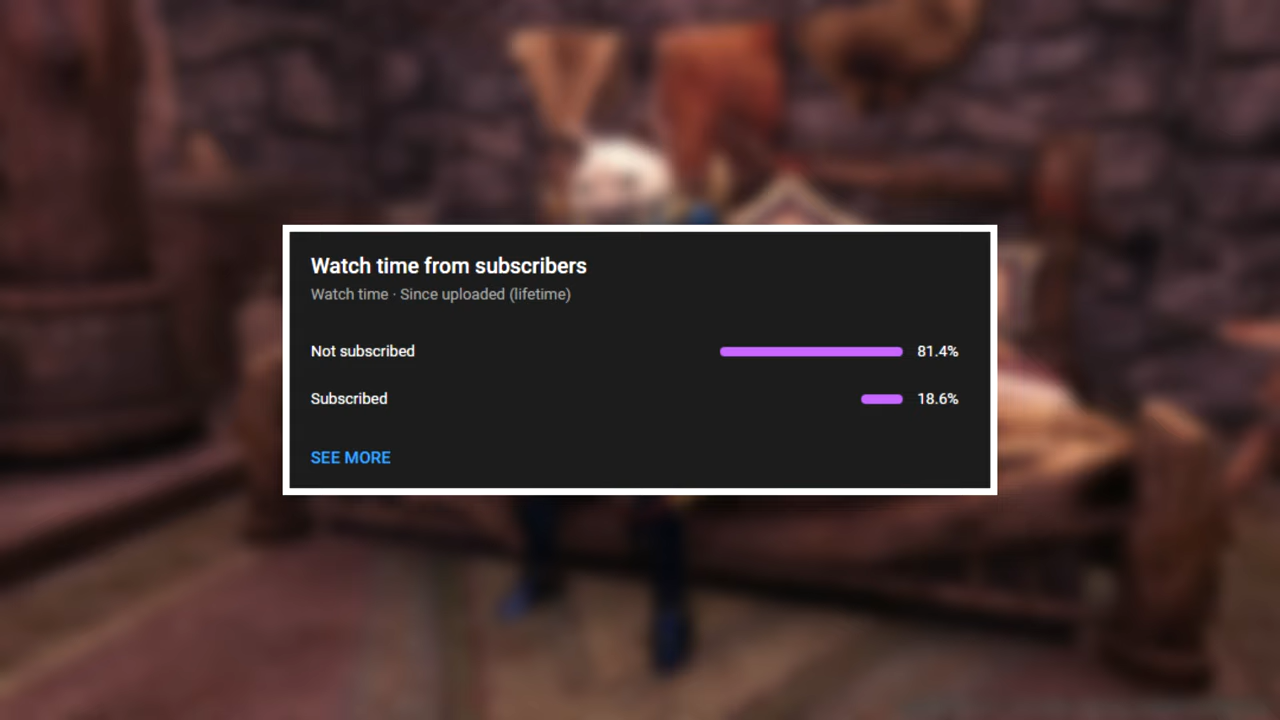 Watch time from subscribers
Watch time · Since uploaded (lifetime)
Not subscribed 81.4%
Subscribed 18.6%
SEE MORE